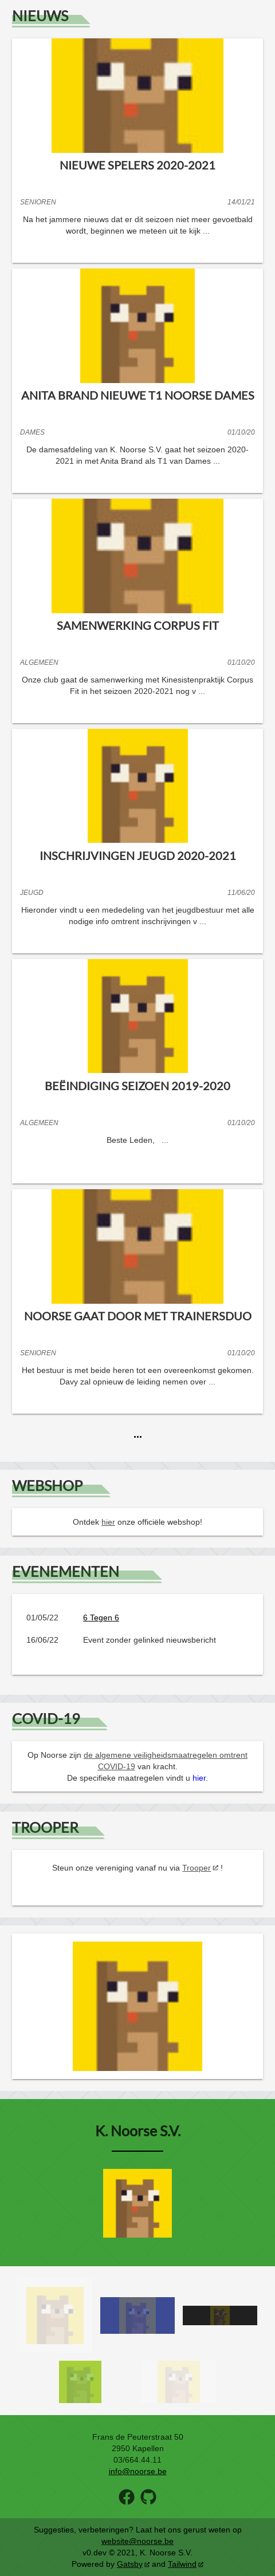 NIEUWS
NIEUWE SPELERS 2020-2021
SENIOREN 14/01/21
Na het jammere nieuws dat er dit seizoen niet meer gevoetbald
wordt, beginnen we meteen uit te kijk ...
ANITA BRAND NIEUWE T1 NOORSE DAMES
DAMES 01/10/20
De damesafdeling van K. Noorse S.V. gaat het seizoen 2020-
2021 in met Anita Brand als T1 van Dames ...
SAMENWERKING CORPUS FIT
ALGEMEEN 01/10/20
Onze club gaat de samenwerking met Kinesistenpraktijk Corpus
Fit in het seizoen 2020-2021 nog v ...
INSCHRIJVINGEN JEUGD 2020-2021
JEUGD 11/06/20
Hieronder vindt u een mededeling van het jeugdbestuur met alle
nodige info omtrent inschrijvingen v ...
BEËINDIGING SEIZOEN 2019-2020
ALGEMEEN 01/10/20
Beste Leden, ...
NOORSE GAAT DOOR MET TRAINERSDUO
SENIOREN 01/10/20
Het bestuur is met beide heren tot een overeenkomst gekomen.
Davy zal opnieuw de leiding nemen over ...
...
WEBSHOP
Ontdek hier onze officiële webshop!
EVENEMENTEN
01/05/22 6 Tegen 6
16/06/22 Event zonder gelinked nieuwsbericht
COVID-19
Op Noorse zijn de algemene veiligheidsmaatregelen omtrent
COVID-19 van kracht.
De specifieke maatregelen vindt u hier.
TROOPER
Steun onze vereniging vanaf nu via Trooper !
K. Noorse S.V.
Frans de Peuterstraat 50
2950 Kapellen
03/664.44.11
info@noorse.be
Suggesties, verbeteringen? Laat het ons gerust weten op
website@noorse.be
v0.dev © 2021, K. Noorse S.V.
Powered by Gatsby and Tailwind